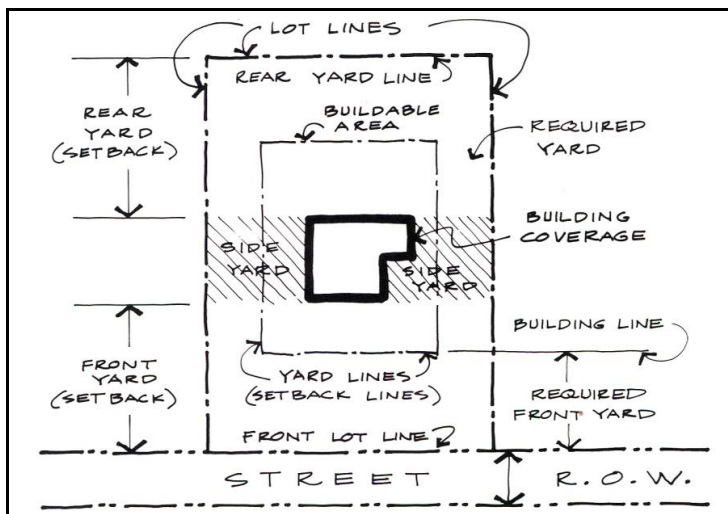 LOT LINES
REAR YARD LINE
REAR
YARD
(SETBACK)
BUILDABLE
AREA
REQUIRED
YARD
SIDE
YARD
BUILDING
COVERAGE
SIDE
YARD
BUILDING LINE
FRONT
YARD
(SETBACK)
YARD LINES
(SETBACK LINES)
REQUIRED
FRONT YARD
FRONT LOT LINE
STREET R.O.W.